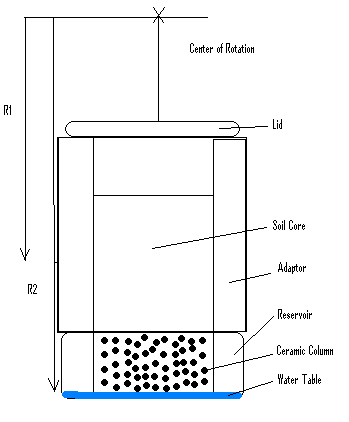 Center of Rotation
R1
Lid
Soil Core
Adaptor
R2
Reservoir
Ceramic Column
Water Table